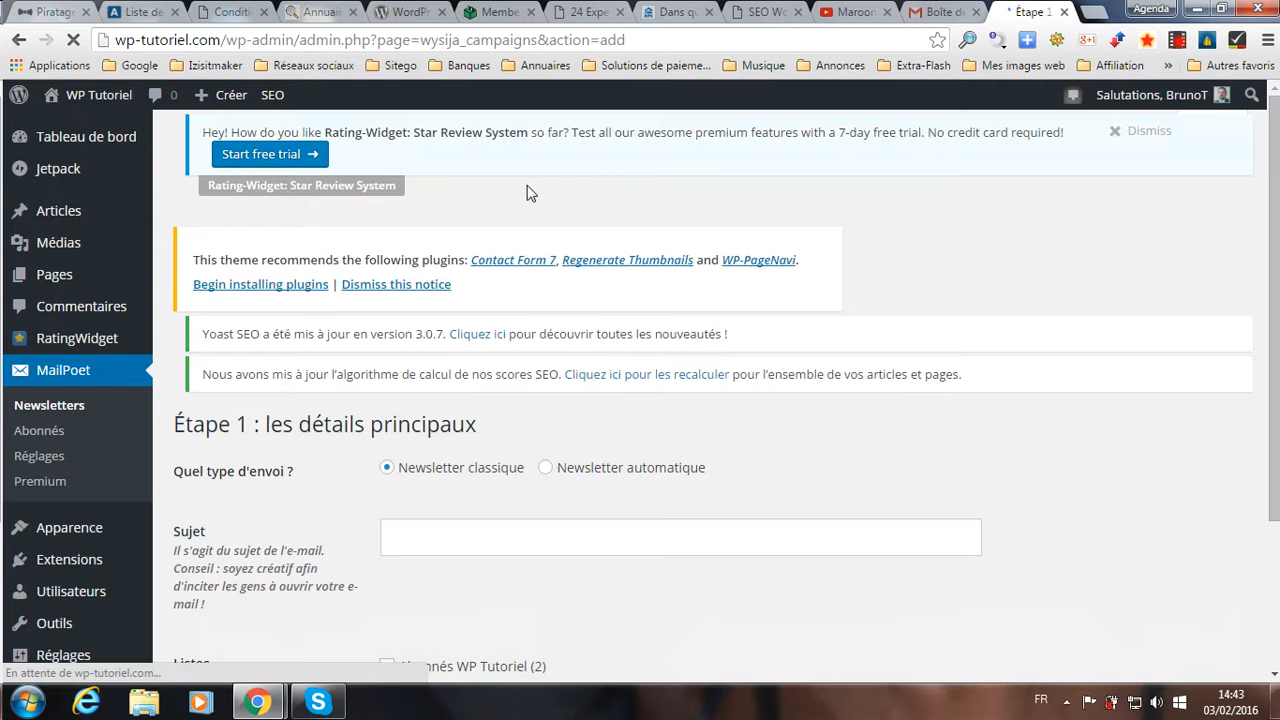 Piratage
Liste de
Conditi
Annuair
WordPr
Membe
24 Expe
Dans qu
SEO Wo
Maroon
Boîte de
Étape 1
Agenda
wp-tutoriel.com/wp-admin/admin.php?page=wysija_campaigns&action=add
Applications Google Izisitmaker Réseaux sociaux Sitego Banques Annuaires Solutions de paieme... Musique Annonces Extra-Flash Mes images web Affiliation » Autres favoris
WP Tutoriel 0 + Créer SEO Salutations, BrunoT
Tableau de bord
Jetpack
Articles
Médias
Pages
Commentaires
RatingWidget
MailPoet
Newsletters
Abonnés
Réglages
Premium
Apparence
Extensions
Utilisateurs
Outils
Réglages
Hey! How do you like Rating-Widget: Star Review System so far? Test all our awesome premium features with a 7-day free trial. No credit card required!
Dismiss
Start free trial →
Rating-Widget: Star Review System
This theme recommends the following plugins: Contact Form 7, Regenerate Thumbnails and WP-PageNavi.
Begin installing plugins | Dismiss this notice
Yoast SEO a été mis à jour en version 3.0.7. Cliquez ici pour découvrir toutes les nouveautés !
Nous avons mis à jour l’algorithme de calcul de nos scores SEO. Cliquez ici pour les recalculer pour l’ensemble de vos articles et pages.
Étape 1 : les détails principaux
Quel type d'envoi ? Newsletter classique Newsletter automatique
Sujet
Il s'agit du sujet de l'e-mail.
Conseil : soyez créatif afin
d'inciter les gens à ouvrir votre e-
mail !
Listes Abonnés WP Tutoriel (2)
En attente de wp-tutoriel.com...
FR
14:43
03/02/2016